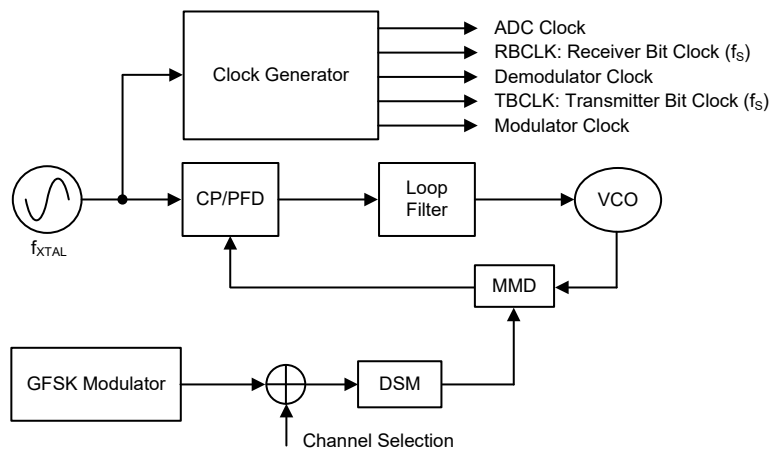 ADC Clock
RBCLK: Receiver Bit Clock (fS)
Clock Generator
Demodulator Clock
TBCLK: Transmitter Bit Clock (fS)
Modulator Clock
fXTAL
CP/PFD
Loop
Filter
VCO
MMD
GFSK Modulator
DSM
Channel Selection